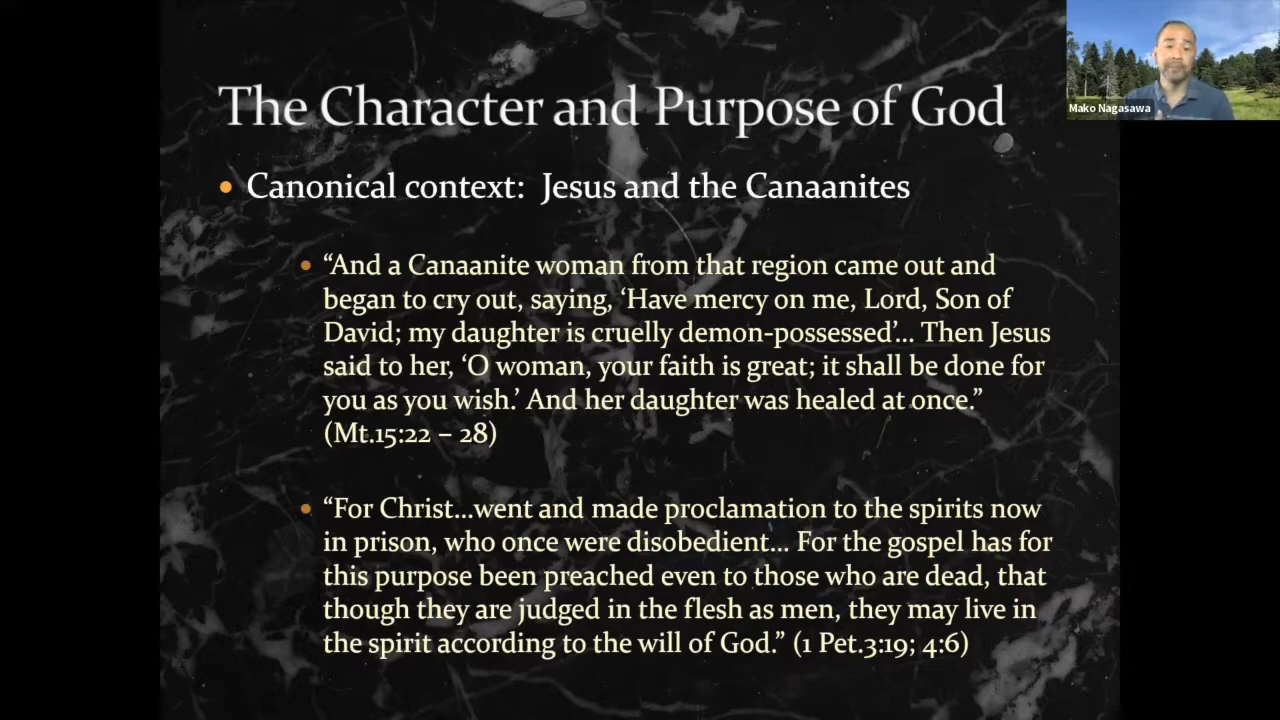 The Character and Purpose of God
Mako Nagasawa
• Canonical context: Jesus and the Canaanites
• “And a Canaanite woman from that region came out and
began to cry out, saying, ‘Have mercy on me, Lord, Son of
David; my daughter is cruelly demon-possessed’... Then Jesus
said to her, ‘O woman, your faith is great; it shall be done for
you as you wish.’ And her daughter was healed at once.”
(Mt.15:22 – 28)
• “For Christ...went and made proclamation to the spirits now
in prison, who once were disobedient... For the gospel has for
this purpose been preached even to those who are dead, that
though they are judged in the flesh as men, they may live in
the spirit according to the will of God.” (1 Pet.3:19; 4:6)